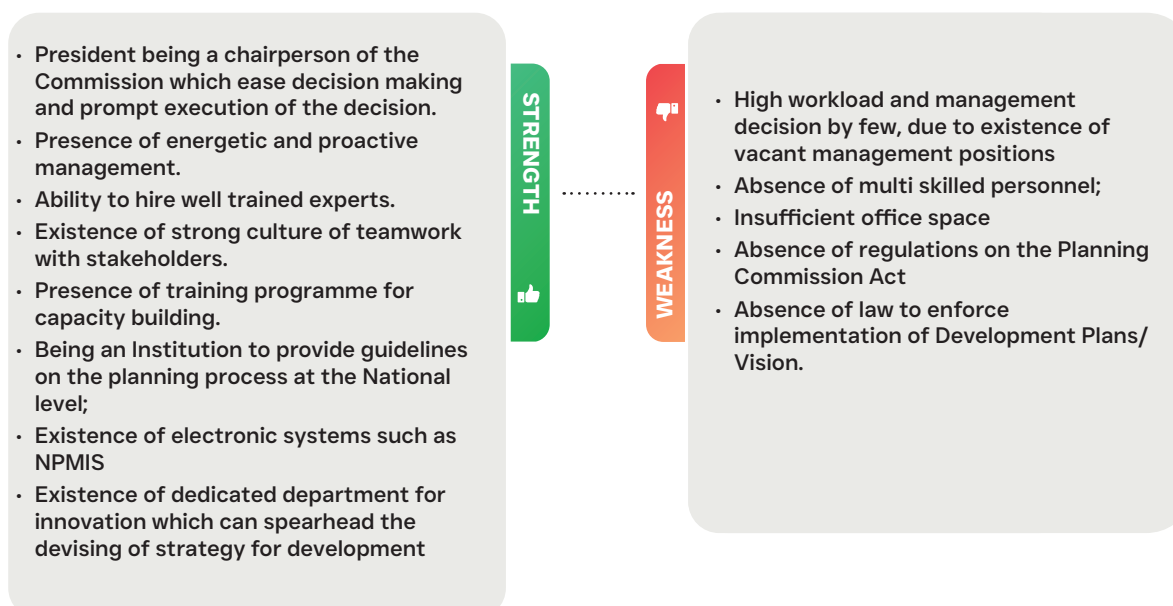 • President being a chairperson of the
Commission which ease decision making
and prompt execution of the decision.
• Presence of energetic and proactive
management.
• Ability to hire well trained experts.
• Existence of strong culture of teamwork
with stakeholders.
• Presence of training programme for
capacity building.
• Being an Institution to provide guidelines
on the planning process at the National
level;
• Existence of electronic systems such as
NPMIS
• Existence of dedicated department for
innovation which can spearhead the
devising of strategy for development
STRENGTH
WEAKNESS
• High workload and management
decision by few, due to existence of
vacant management positions
• Absence of multi skilled personnel;
• Insufficient office space
• Absence of regulations on the Planning
Commission Act
• Absence of law to enforce
implementation of Development Plans/
Vision.